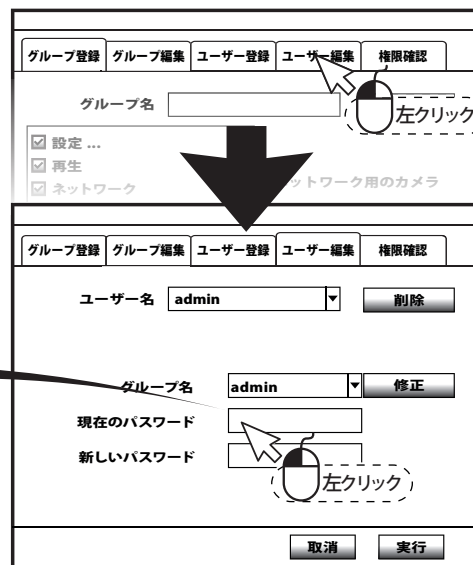 グループ登録 グループ編集 ユーザー登録 ユーザー編集 権限確認
グループ名
左クリック
設定 ...
再生
ネットワーク
ットワーク用のカメラ
グループ登録 グループ編集 ユーザー登録 ユーザー編集 権限確認
ユーザー名 admin 削除
グループ名 admin 修正
現在のパスワード
新しいパスワード
左クリック
取消 実行